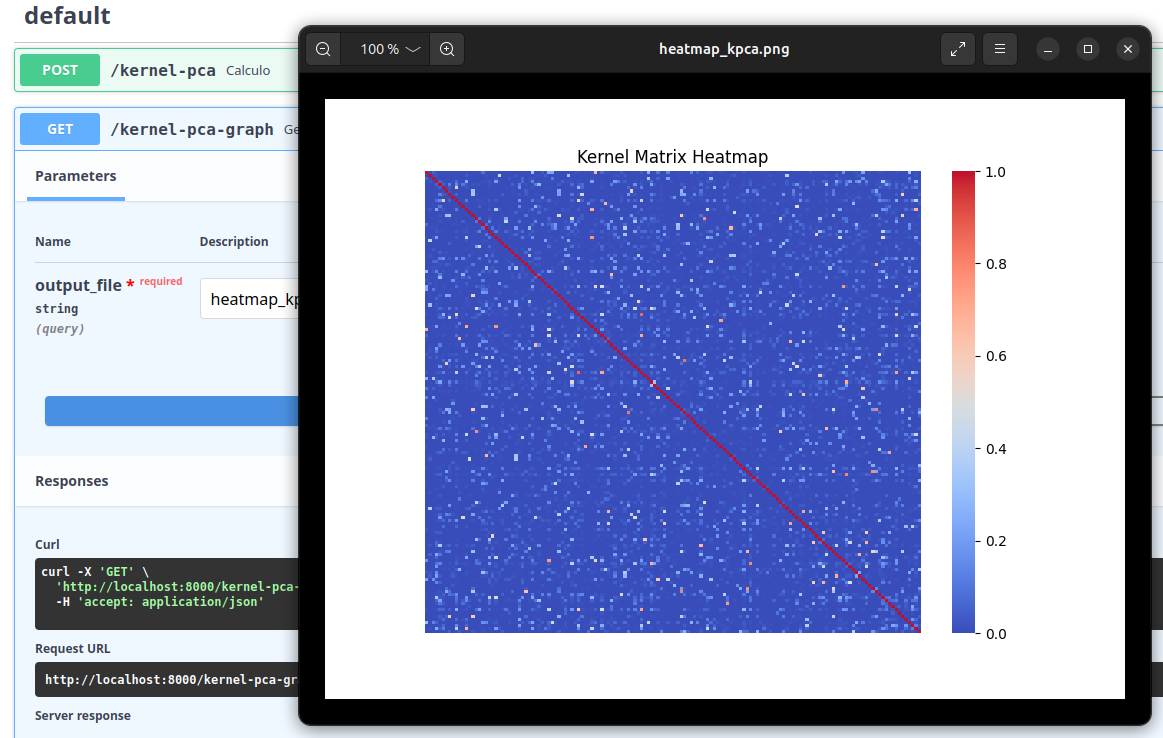 default
POST /kernel-pca Calculo
GET /kernel-pca-graph Ge
Parameters
Name Description
output_file * required
string
(query)
heatmap_kp
Responses
Curl
curl -X 'GET' \
'http://localhost:8000/kernel-pca-
-H 'accept: application/json'
Request URL
http://localhost:8000/kernel-pca-gr
Server response
100 %
heatmap_kpca.png
Kernel Matrix Heatmap
1.0
0.8
0.6
0.4
0.2
0.0